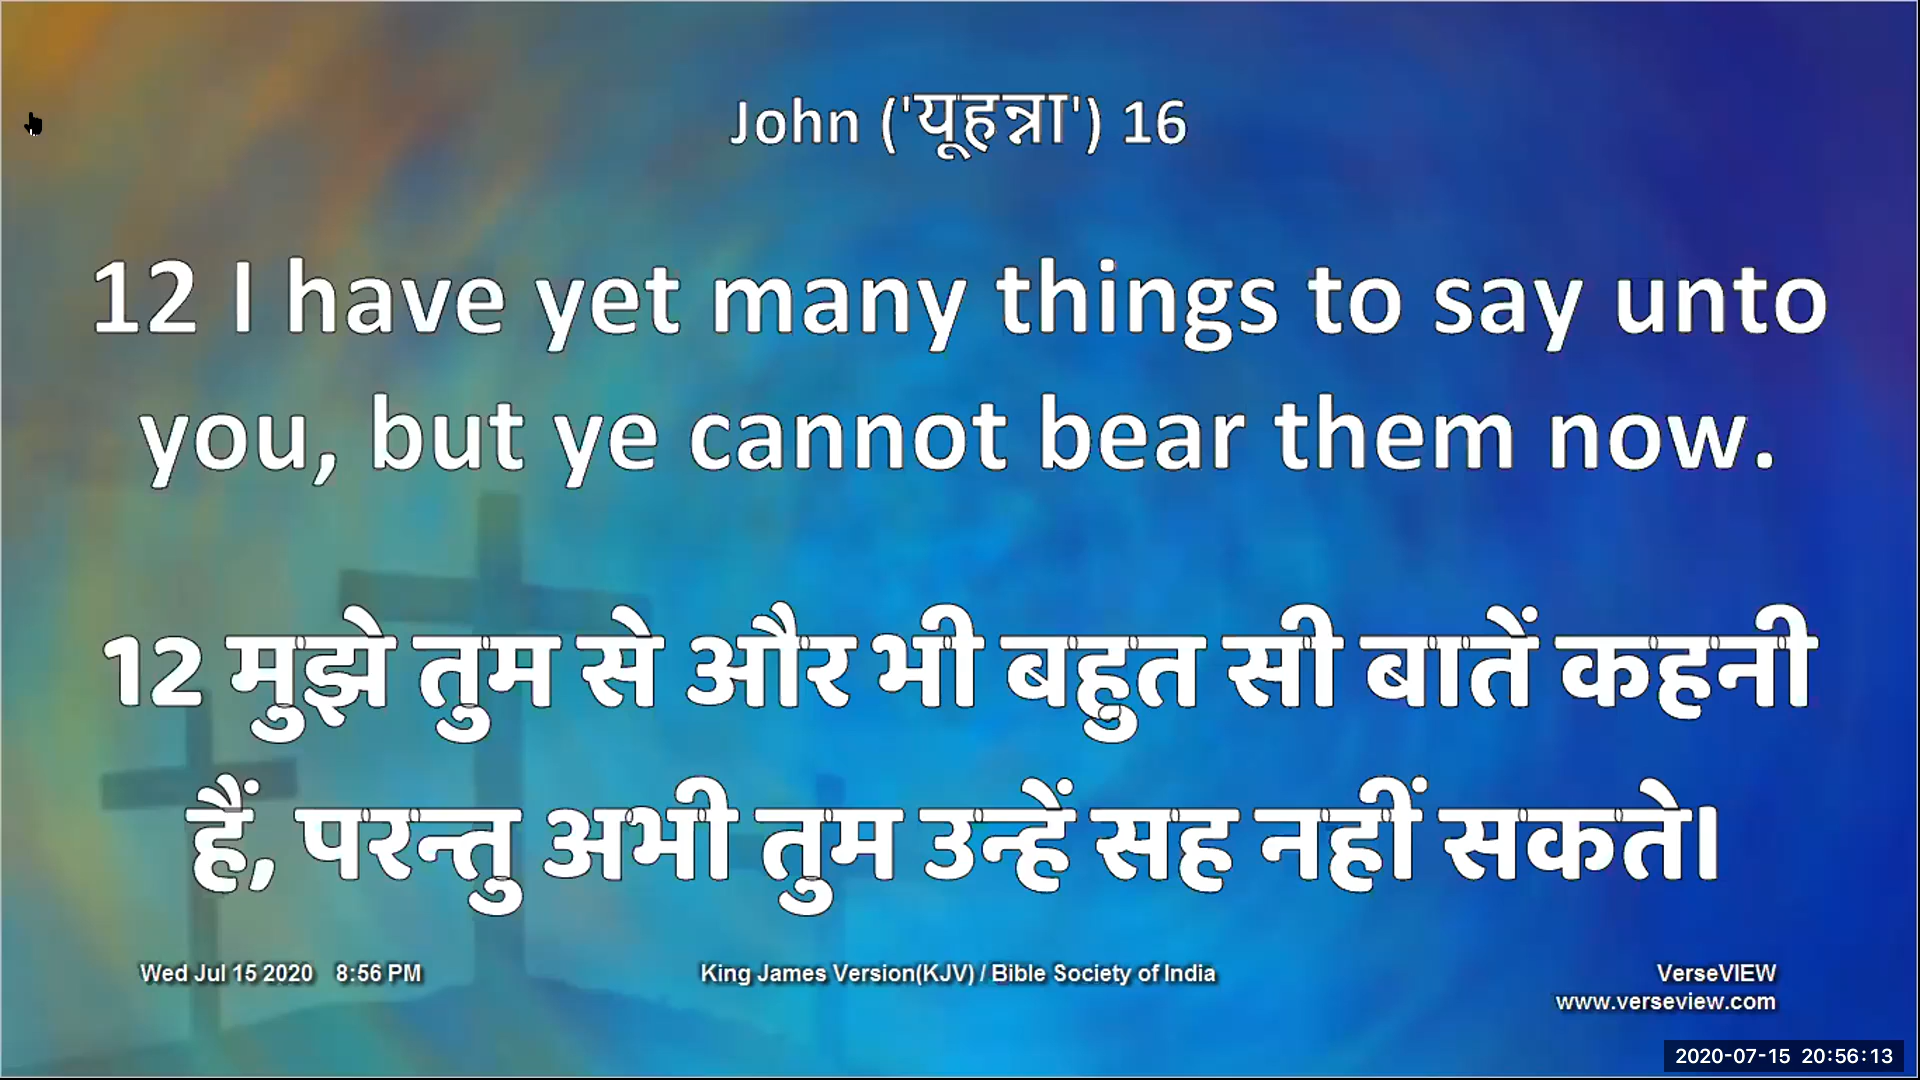 John ('यूहन्ना') 16
12 I have yet many things to say unto
you, but ye cannot bear them now.
12 मुझे तुम से और भी बहुत सी बातें कहनी
हैं, परन्तु अभी तुम उन्हें सह नहीं सकते।
Wed Jul 15 2020 8:56 PM King James Version(KJV) / Bible Society of India VerseVIEW
www.verseview.com
2020-07-15 20:56:13